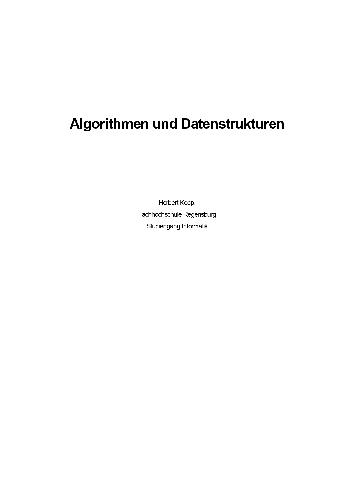 Algorithmen und Datenstrukturen
Herbert Kopp
Fachhochschule Regensburg
Studiengang Informatik